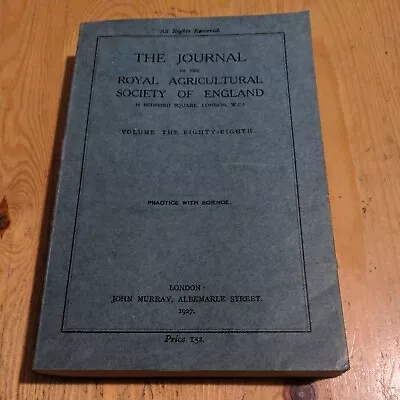 All Rights Reserved.
THE JOURNAL
OF THE
ROYAL AGRICULTURAL
SOCIETY OF ENGLAND
16 BEDFORD SQUARE, LONDON, W.C.1
VOLUME THE EIGHTY-EIGHTH.
PRACTICE WITH SCIENCE.
LONDON:
JOHN MURRAY, ALBEMARLE STREET.
1927.
Price 15s.